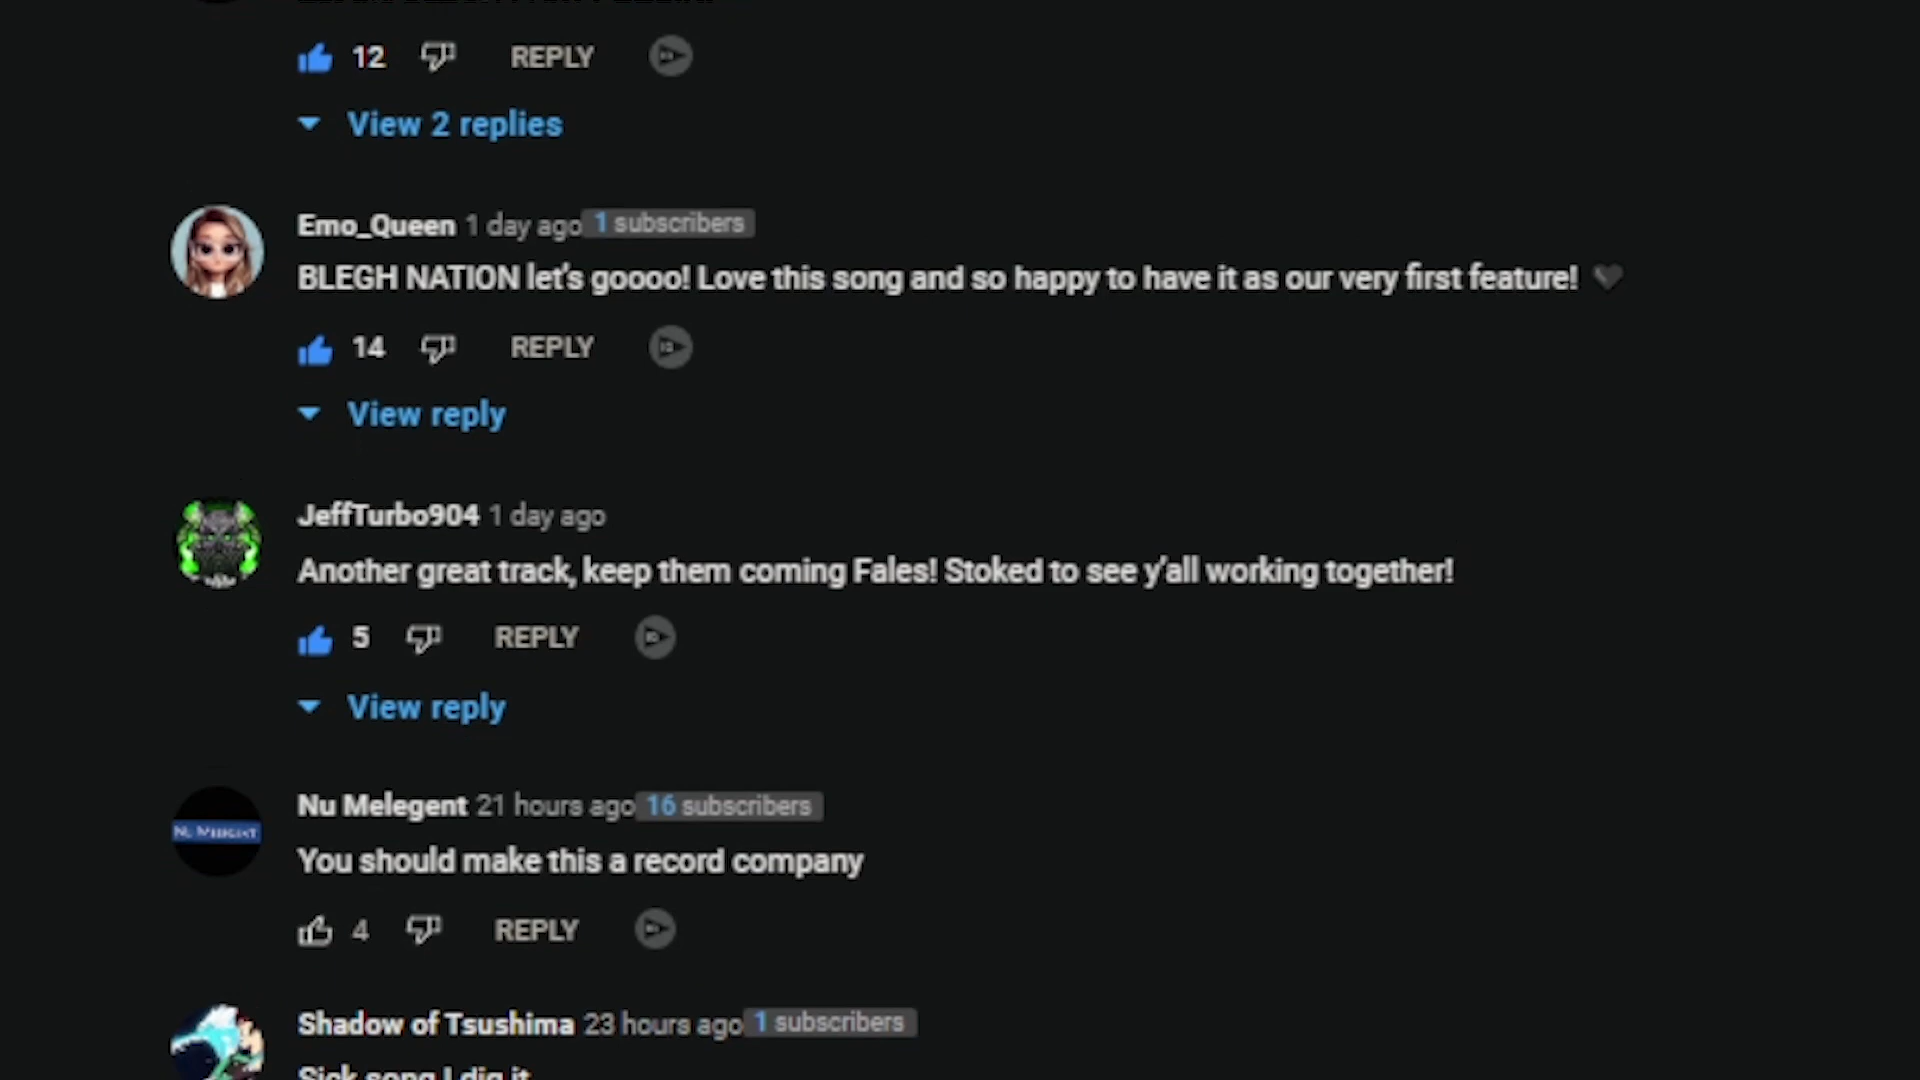 12 REPLY
View 2 replies
Emo_Queen 1 day ago 1 subscribers
BLEGH NATION let's goooo! Love this song and so happy to have it as our very first feature! 🖤
14 REPLY
View reply
JeffTurbo904 1 day ago
Another great track, keep them coming Fales! Stoked to see y'all working together!
5 REPLY
View reply
NU MELEGENT
Nu Melegent 21 hours ago 16 subscribers
You should make this a record company
4 REPLY
Shadow of Tsushima 23 hours ago 1 subscribers
Sick song I dig it